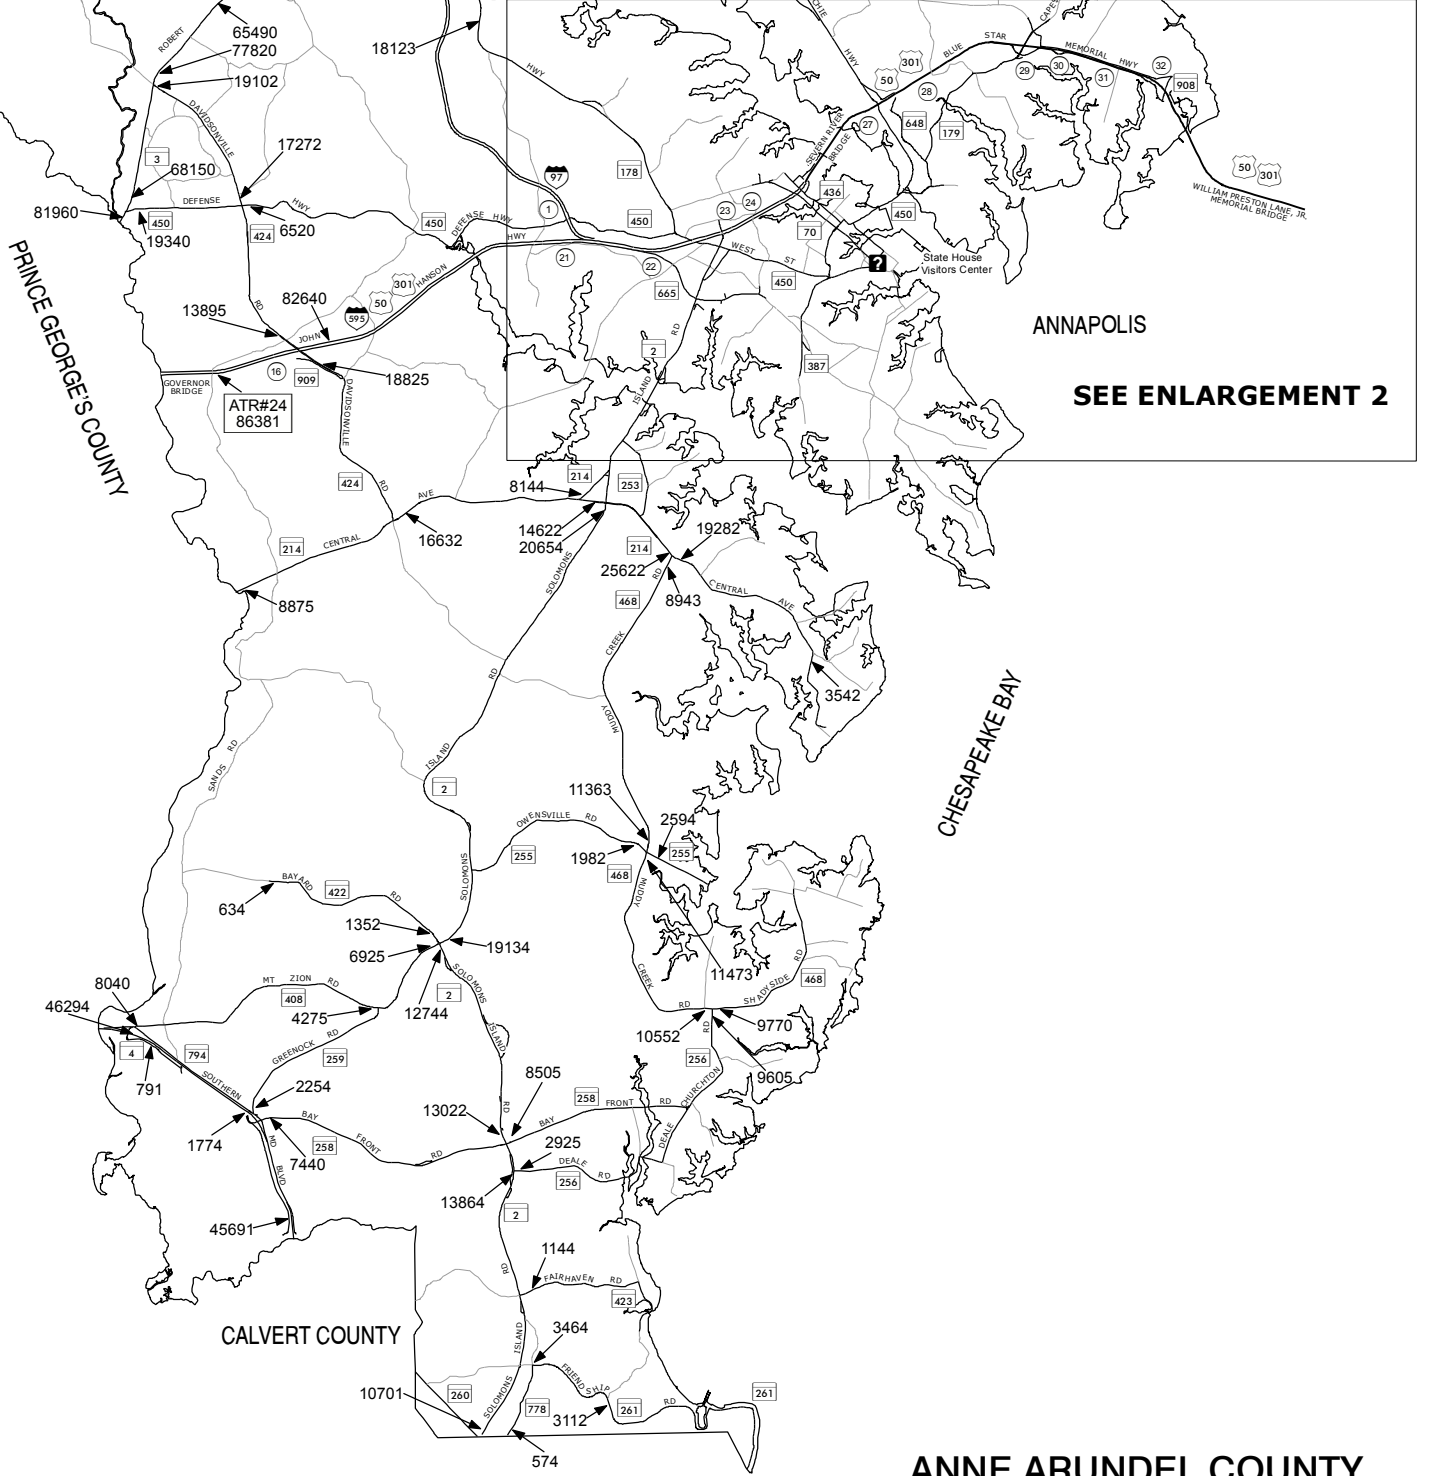 65490
77820
19102
18123
ROBERT
DAVIDSONVILLE
3
68150
17272
81960
450
19340
DEFENSE HWY
424
6520
450
DEFENSE HWY
97
1
HWY
178
450
HWY
50
301
BLUE STAR MEMORIAL HWY
27
28
29
30
31
32
908
648
179
SEVERN RIVER BRIDGE
436
450
23
24
70
WEST ST
450
State House
Visitors Center
?
50
301
WILLIAM PRESTON LANE, JR.
MEMORIAL BRIDGE
21
22
665
HANSON
50
301
595
JOHN
82640
13895
RD
16
909
18825
GOVERNOR
BRIDGE
ATR#24
86381
DAVIDSONVILLE
RD
424
PRINCE GEORGE'S COUNTY
2
ISLAND
RD
387
ANNAPOLIS
SEE ENLARGEMENT 2
8144
214
253
14622
20654
19282
214
25622
8943
468
16632
CENTRAL AVE
214
8875
CENTRAL AVE
3542
SOLOMONS
RD
ISLAND
2
CREEK
RD
MUDDY
CHESAPEAKE BAY
SANDS RD
11363
2594
OWENSVILLE RD
255
1982
255
468
MUDDY
SOLOMONS
BAYARD RD
422
634
1352
6925
19134
12744
2
SOLOMONS
ISLAND
RD
MT ZION RD
408
4275
8040
46294
4
794
791
GREENOCK RD
259
SOUTHERN
2254
1774
7440
MD
BLVD
BAY FRONT RD
258
45691
11473
CREEK
RD
SHADYSIDE RD
468
10552
9770
RD
256
9605
CHURCHTON
DEALE
8505
13022
BAY FRONT RD
258
2925
DEALE RD
256
13864
2
RD
1144
FAIRHAVEN RD
423
3464
ISLAND
SOLOMONS
FRIENDSHIP
RD
10701
260
778
3112
261
261
574
CALVERT COUNTY
ANNE ARUNDEL COUNTY